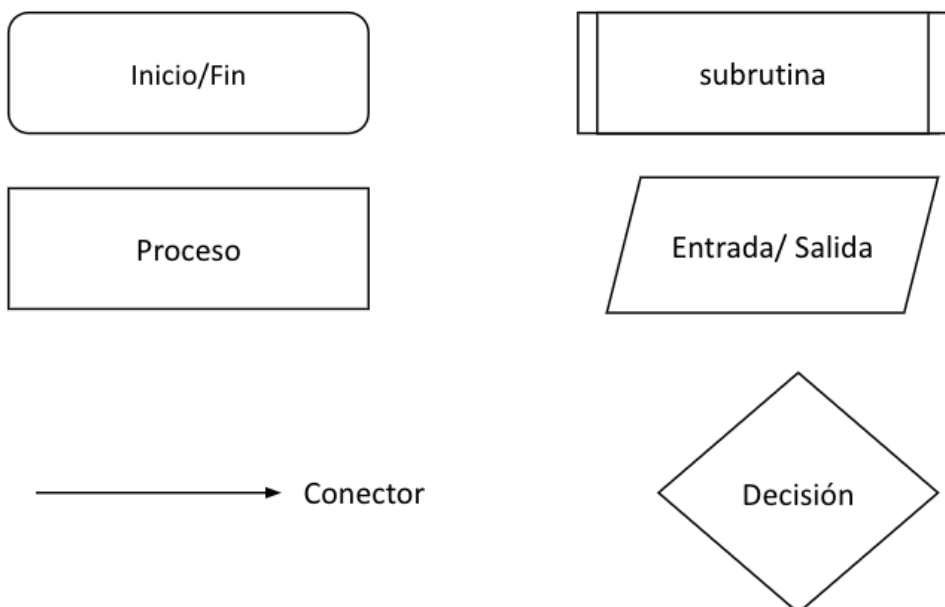 Inicio/Fin
subrutina
Proceso
Entrada/ Salida
Conector
Decisión